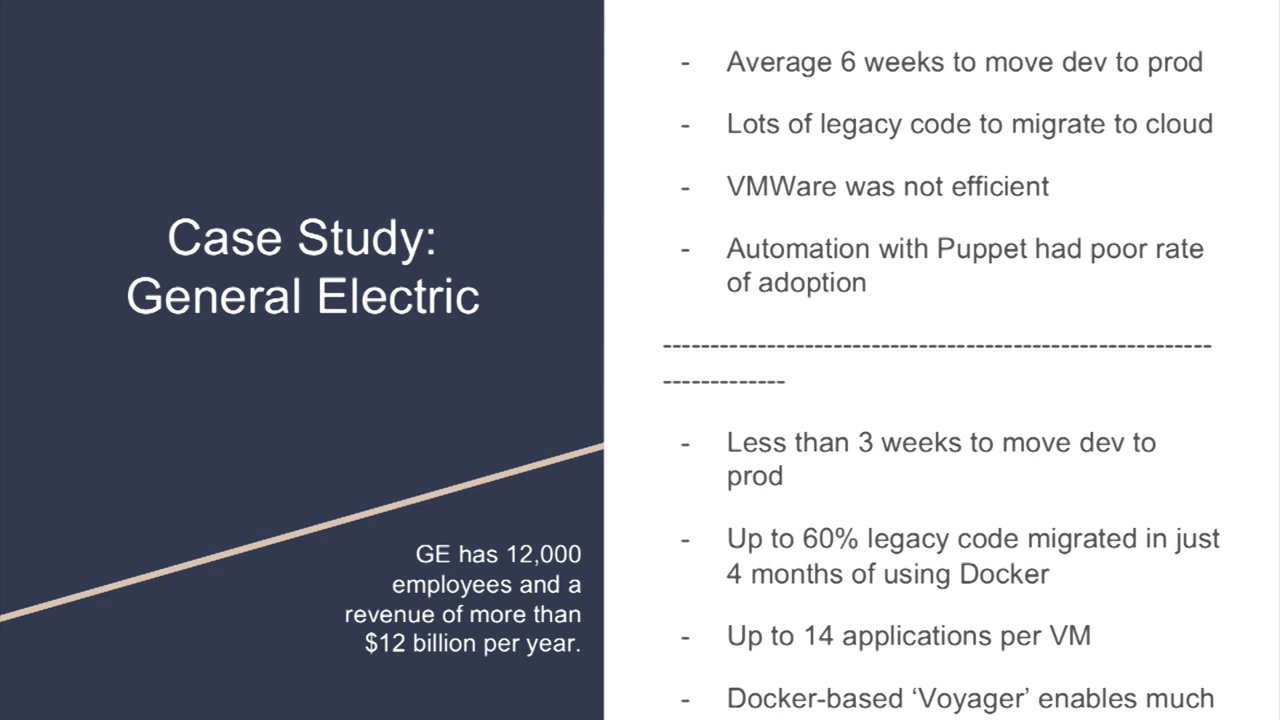 Case Study:
General Electric
GE has 12,000
employees and a
revenue of more than
$12 billion per year.
- Average 6 weeks to move dev to prod
- Lots of legacy code to migrate to cloud
- VMWare was not efficient
- Automation with Puppet had poor rate
of adoption
----------------------------------------------------------
-------------
- Less than 3 weeks to move dev to
prod
- Up to 60% legacy code migrated in just
4 months of using Docker
- Up to 14 applications per VM
- Docker-based ‘Voyager’ enables much